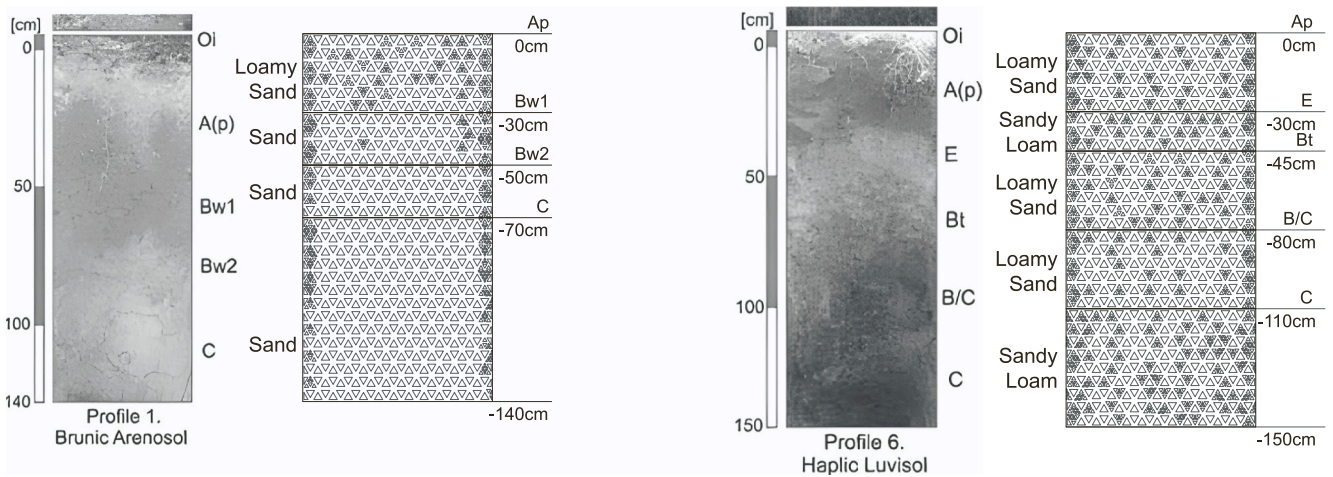 [cm]
0
50
100
140
Oi
A(p)
Bw1
Bw2
C
Profile 1.
Brunic Arenosol
Loamy
Sand
Sand
Sand
Sand
Ap
0cm
Bw1
-30cm
Bw2
-50cm
C
-70cm
-140cm
[cm]
0
50
100
150
Oi
A(p)
E
Bt
B/C
C
Profile 6.
Haplic Luvisol
Loamy
Sand
Sandy
Loam
Loamy
Sand
Loamy
Sand
Sandy
Loam
Ap
0cm
E
-30cm
Bt
-45cm
B/C
-80cm
C
-110cm
-150cm